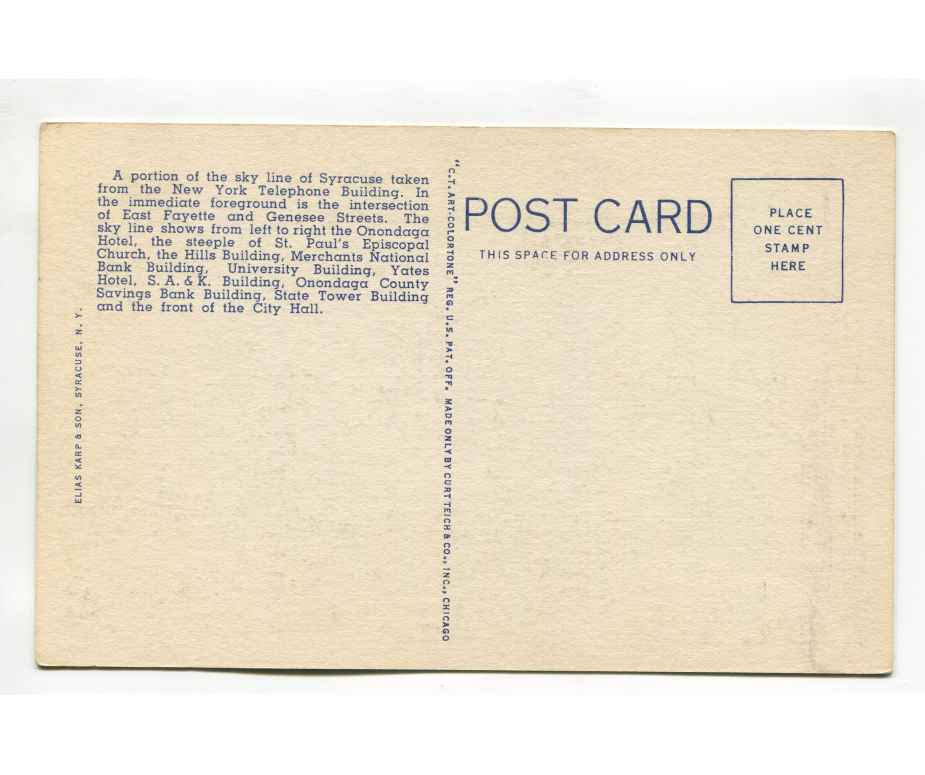 A portion of the sky line of Syracuse taken
from the New York Telephone Building. In
the immediate foreground is the intersection
of East Fayette and Genesee Streets. The
sky line shows from left to right the Onondaga
Hotel, the steeple of St. Paul's Episcopal
Church, the Hills Building, Merchants National
Bank Building, University Building, Yates
Hotel, S. A. & K. Building, Onondaga County
Savings Bank Building, State Tower Building
and the front of the City Hall.
ELIAS KARP & SON, SYRACUSE, N. Y.
"C.T. ART-COLORTONE" REG. U.S. PAT. OFF. MADE ONLY BY CURT TEICH & CO., INC., CHICAGO
POST CARD
THIS SPACE FOR ADDRESS ONLY
PLACE
ONE CENT
STAMP
HERE